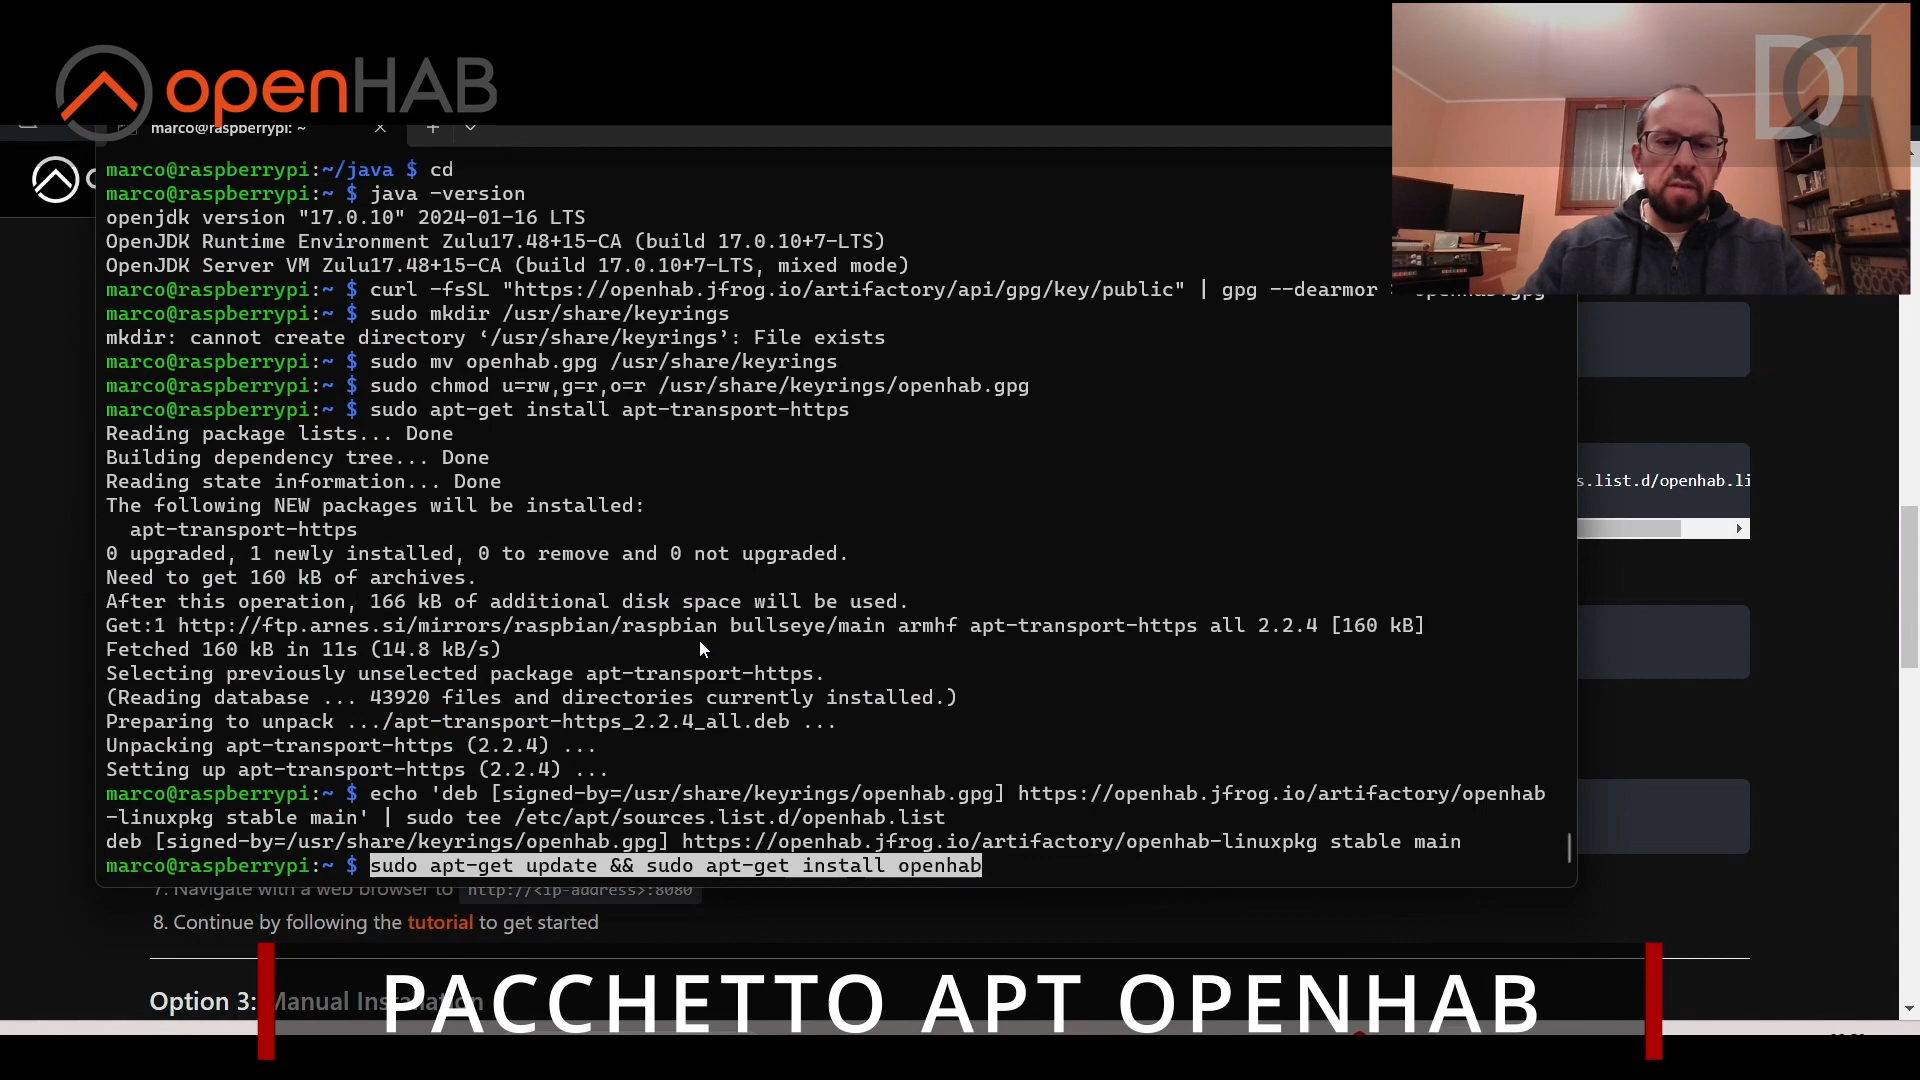 openHAB
marco@raspberrypi: ~
marco@raspberrypi:~/java $ cd
marco@raspberrypi:~ $ java -version
openjdk version "17.0.10" 2024-01-16 LTS
OpenJDK Runtime Environment Zulu17.48+15-CA (build 17.0.10+7-LTS)
OpenJDK Server VM Zulu17.48+15-CA (build 17.0.10+7-LTS, mixed mode)
marco@raspberrypi:~ $ curl -fsSL "https://openhab.jfrog.io/artifactory/api/gpg/key/public" | gpg --dearmor > openhab.gpg
marco@raspberrypi:~ $ sudo mkdir /usr/share/keyrings
mkdir: cannot create directory ‘/usr/share/keyrings’: File exists
marco@raspberrypi:~ $ sudo mv openhab.gpg /usr/share/keyrings
marco@raspberrypi:~ $ sudo chmod u=rw,g=r,o=r /usr/share/keyrings/openhab.gpg
marco@raspberrypi:~ $ sudo apt-get install apt-transport-https
Reading package lists... Done
Building dependency tree... Done
Reading state information... Done
s.list.d/openhab.li
The following NEW packages will be installed:
apt-transport-https
0 upgraded, 1 newly installed, 0 to remove and 0 not upgraded.
Need to get 160 kB of archives.
After this operation, 166 kB of additional disk space will be used.
Get:1 http://ftp.arnes.si/mirrors/raspbian/raspbian bullseye/main armhf apt-transport-https all 2.2.4 [160 kB]
Fetched 160 kB in 11s (14.8 kB/s)
Selecting previously unselected package apt-transport-https.
(Reading database ... 43920 files and directories currently installed.)
Preparing to unpack .../apt-transport-https_2.2.4_all.deb ...
Unpacking apt-transport-https (2.2.4) ...
Setting up apt-transport-https (2.2.4) ...
marco@raspberrypi:~ $ echo 'deb [signed-by=/usr/share/keyrings/openhab.gpg] https://openhab.jfrog.io/artifactory/openhab
-linuxpkg stable main' | sudo tee /etc/apt/sources.list.d/openhab.list
deb [signed-by=/usr/share/keyrings/openhab.gpg] https://openhab.jfrog.io/artifactory/openhab-linuxpkg stable main
marco@raspberrypi:~ $ sudo apt-get update && sudo apt-get install openhab
7. Navigate with a web browser to http://<ip-address>:8080
8. Continue by following the tutorial to get started
Option 3: Manual Installation
PACCHETTO APT OPENHAB